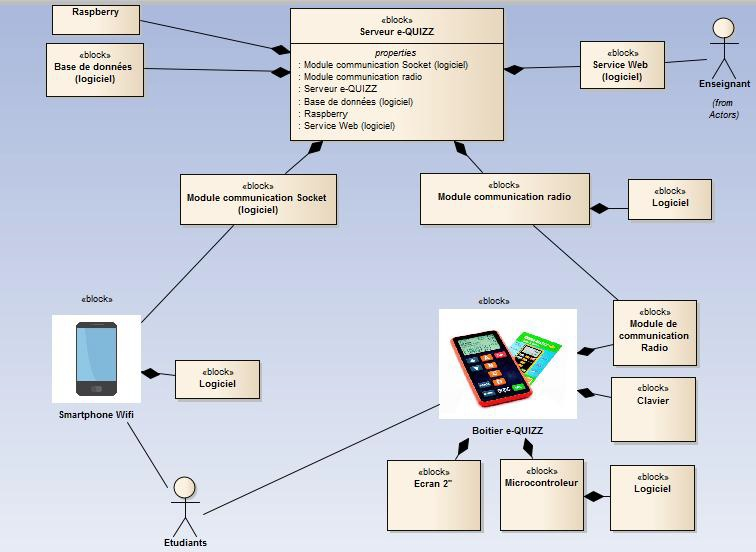 Raspberry
«block»
Base de données
(logiciel)
«block»
Serveur e-QUIZZ
properties
: Module communication Socket (logiciel)
: Module communication radio
: Serveur e-QUIZZ
: Base de données (logiciel)
: Raspberry
: Service Web (logiciel)
«block»
Service Web
(logiciel)
Enseignant
(from
Actors)
«block»
Module communication Socket
(logiciel)
«block»
Module communication radio
«block»
Logiciel
«block»
Smartphone Wifi
«block»
Logiciel
«block»
Boitier e-QUIZZ
«block»
Module de
communication
Radio
«block»
Clavier
«block»
Ecran 2"
«block»
Microcontroleur
«block»
Logiciel
Etudiants